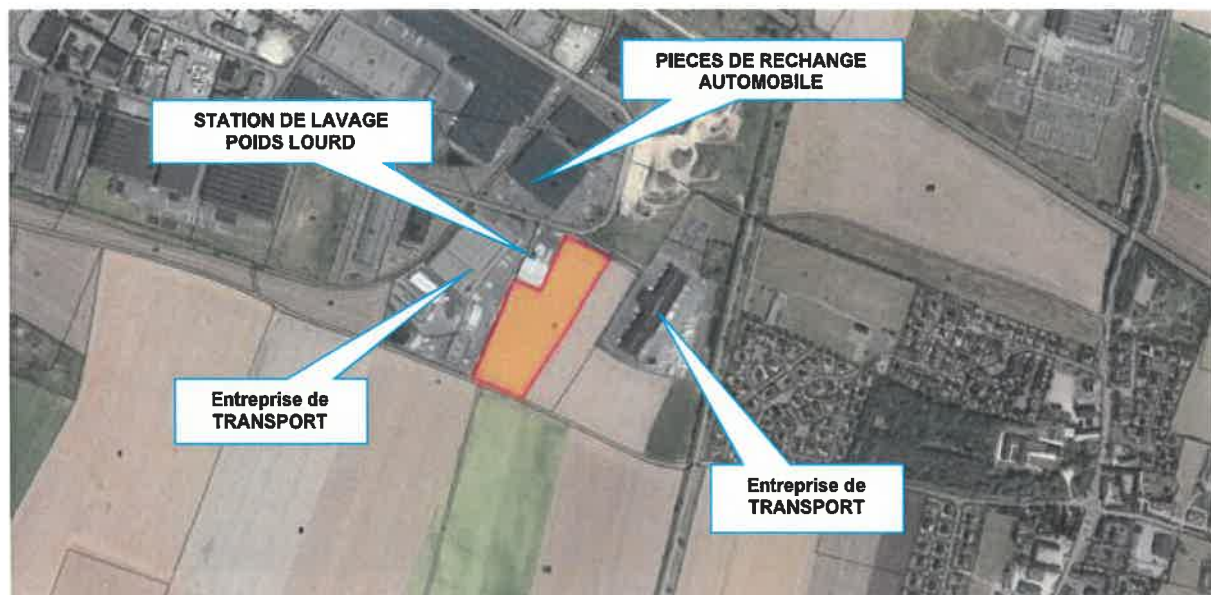 PIECES DE RECHANGE
AUTOMOBILE
STATION DE LAVAGE
POIDS LOURD
Entreprise de
TRANSPORT
Entreprise de
TRANSPORT